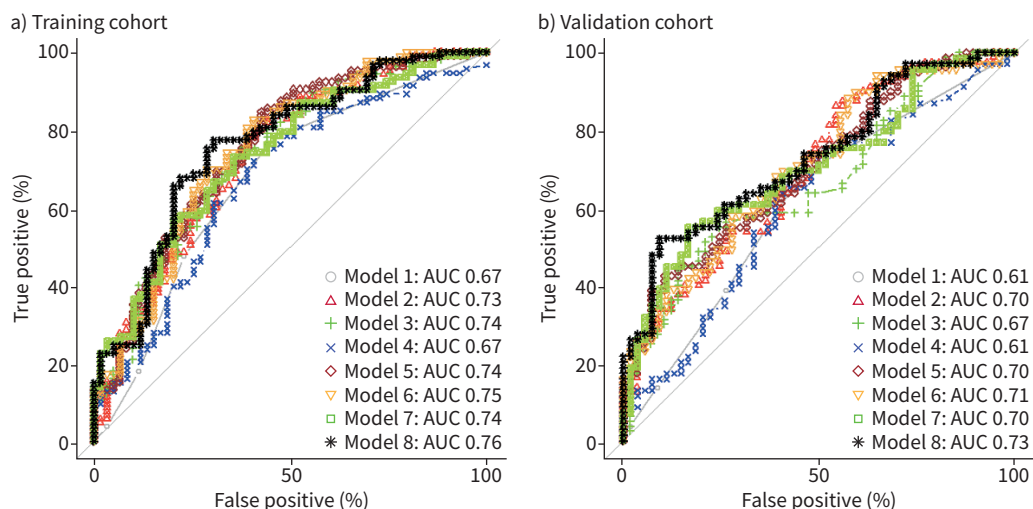 a) Training cohort
100
80
60
40
20
0
True positive (%)
0
50
100
False positive (%)
Model 1: AUC 0.67
Model 2: AUC 0.73
Model 3: AUC 0.74
Model 4: AUC 0.67
Model 5: AUC 0.74
Model 6: AUC 0.75
Model 7: AUC 0.74
Model 8: AUC 0.76
b) Validation cohort
100
80
60
40
20
0
True positive (%)
0
50
100
False positive (%)
Model 1: AUC 0.61
Model 2: AUC 0.70
Model 3: AUC 0.67
Model 4: AUC 0.61
Model 5: AUC 0.70
Model 6: AUC 0.71
Model 7: AUC 0.70
Model 8: AUC 0.73